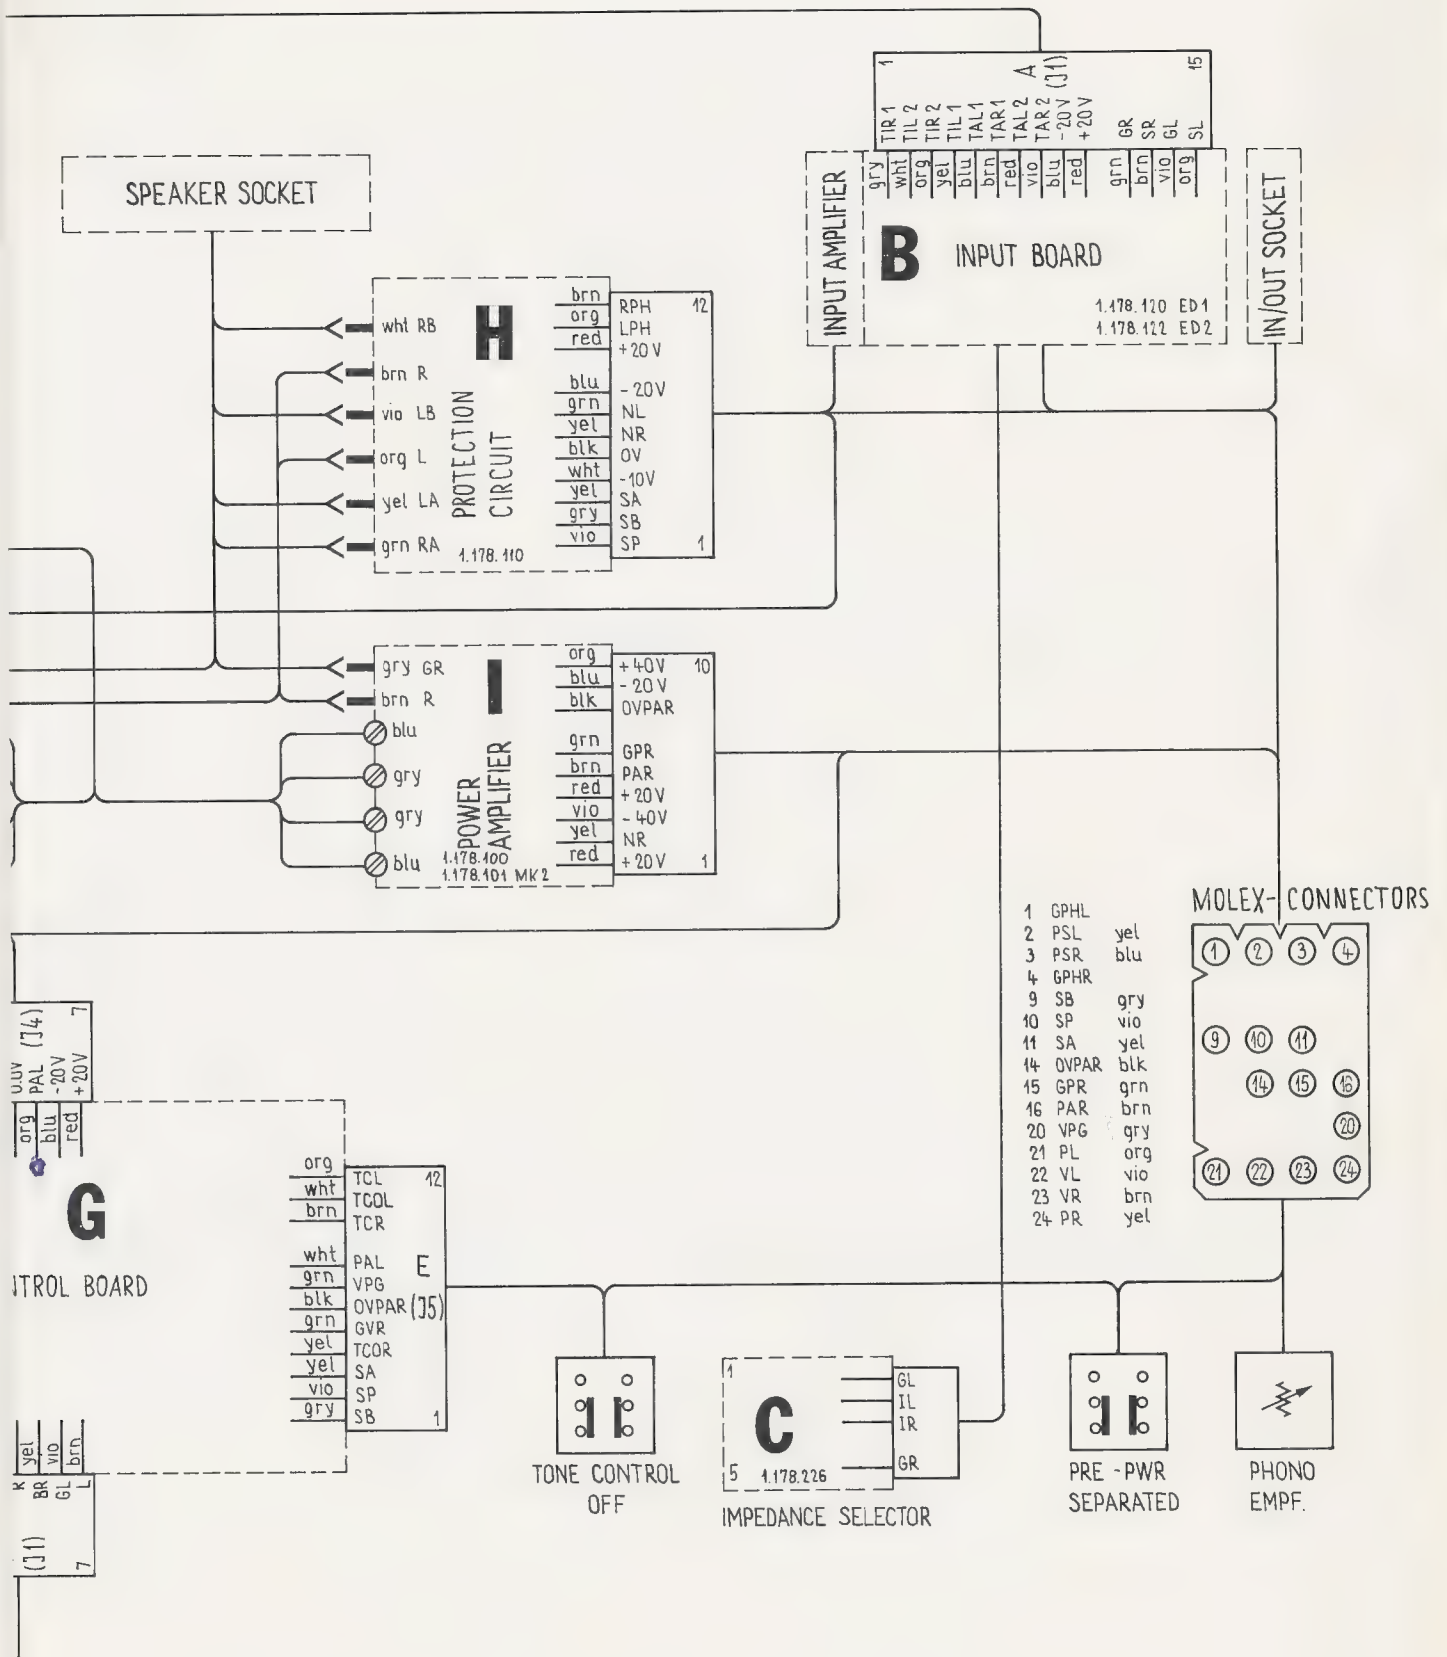 1
15
TIR 1
TIL 2
TIR 2
TIL 1
TAL 1
TAR 1
TAL 2
TAR 2
-20V
+20V
GR
SR
GL
SL
A
(J1)
gry
wht
org
yel
blu
brn
red
vio
blu
red
grn
brn
vio
org
SPEAKER SOCKET
INPUT AMPLIFIER
B
INPUT BOARD
1.178.120 ED1
1.178.122 ED2
IN/OUT SOCKET
wht RB
brn R
vio LB
org L
yel LA
grn RA
H
PROTECTION
CIRCUIT
1.178.110
brn RPH 12
org LPH
red +20V
blu -20V
grn NL
yel NR
blk 0V
wht -10V
yel SA
gry SB
vio SP 1
gry GR
brn R
blu
gry
gry
blu
I
POWER
AMPLIFIER
1.178.100
1.178.101 MK2
org +40V 10
blu -20V
blk OVPAR
grn GPR
brn PAR
red +20V
vio -40V
yel NR
red +20V 1
MOLEX-CONNECTORS
1 GPHL
2 PSL yel
3 PSR blu
4 GPHR
9 SB gry
10 SP vio
11 SA yel
14 OVPAR blk
15 GPR grn
16 PAR brn
20 VPG gry
21 PL org
22 VL vio
23 VR brn
24 PR yel
1 2 3 4
9 10 11
14 15 16
20
21 22 23 24
PAL
-20V
+20V
(J4)
7
org
blu
red
G
NTROL BOARD
org TCL 12
wht TCOL
brn TCR
wht PAL
grn VPG
blk OVPAR
grn GVR
yel TCOR
yel SA
vio SP
gry SB 1
E
(J5)
yel
vio
brn
R
BR
GL
L
(J1)
7
TONE CONTROL
OFF
1
5
C
1.178.226
GL
IL
IR
GR
IMPEDANCE SELECTOR
PRE-PWR
SEPARATED
PHONO
EMPF.